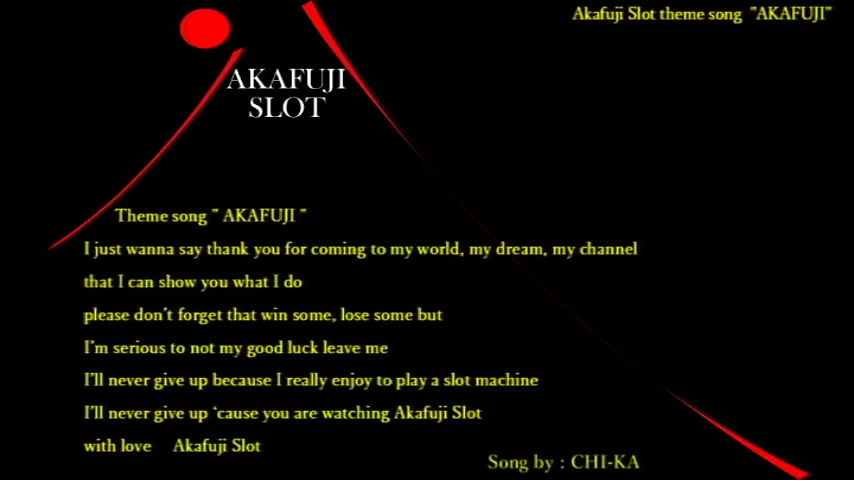 Akafuji Slot theme song "AKAFUJI"
AKAFUJI
SLOT
Theme song " AKAFUJI "
I just wanna say thank you for coming to my world, my dream, my channel
that I can show you what I do
please don't forget that win some, lose some but
I'm serious to not my good luck leave me
I'll never give up because I really enjoy to play a slot machine
I'll never give up 'cause you are watching Akafuji Slot
with love Akafuji Slot
Song by : CHI-KA